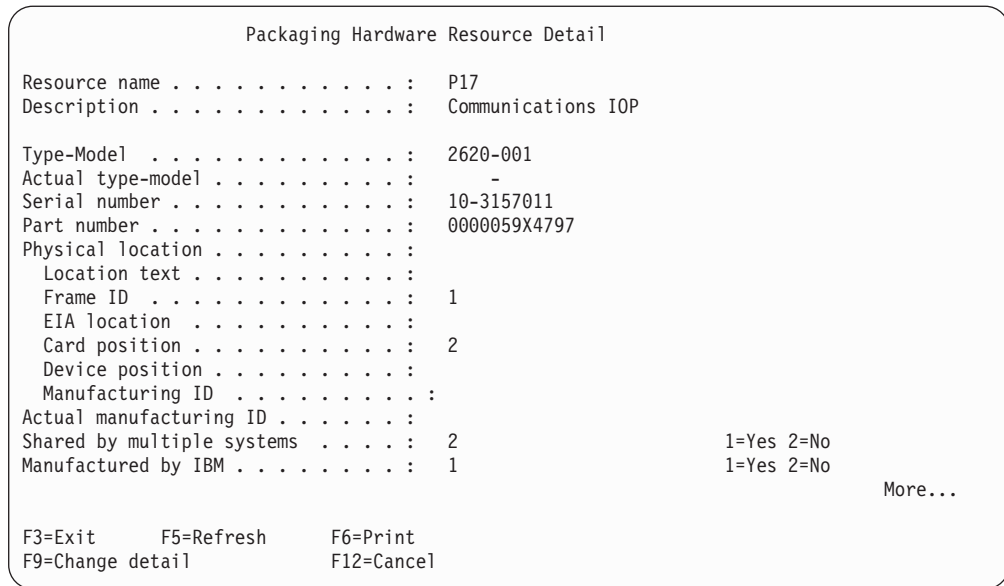 Packaging Hardware Resource Detail
Resource name . . . . . . . . . . . . :   P17
Description . . . . . . . . . . . . . :   Communications IOP
Type-Model  . . . . . . . . . . . . :   2620-001
Actual type-model . . . . . . . . . :       -
Serial number . . . . . . . . . . . :   10-3157011
Part number . . . . . . . . . . . . :   0000059X4797
Physical location . . . . . . . . . :
Location text . . . . . . . . . . :
Frame ID  . . . . . . . . . . . . :   1
EIA location  . . . . . . . . . . :
Card position . . . . . . . . . . :   2
Device position . . . . . . . . . :
Manufacturing ID  . . . . . . . . . :
Actual manufacturing ID . . . . . . :
Shared by multiple systems  . . . . :   2   1=Yes 2=No
Manufactured by IBM . . . . . . . . :   1   1=Yes 2=No
More...
F3=Exit   F5=Refresh   F6=Print
F9=Change detail   F12=Cancel